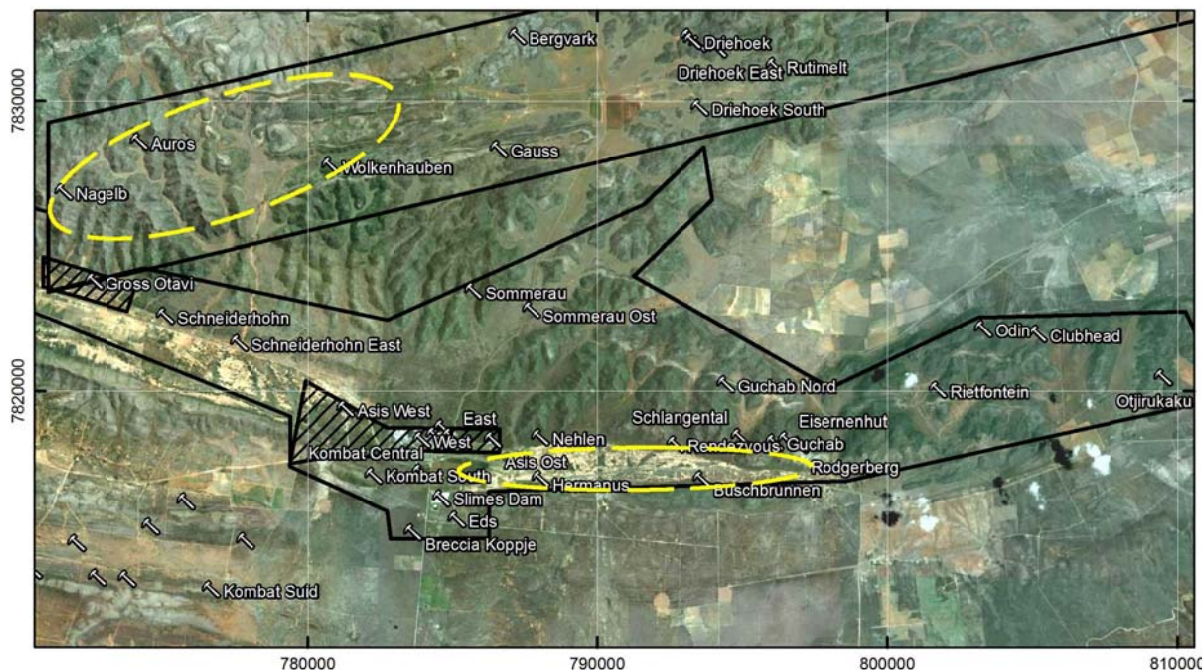 Bergvark
Driehoek
Driehoek East
Rutimelt
7830000
Driehoek South
Auros
Gauss
Wolkenhauben
Nagelb
Gross Otavi
Sommerau
Schneiderhohn
Sommerau Ost
Odin
Clubhead
Schneiderhohn East
7820000
Guchab Nord
Rietfontein
Otjirukaku
Asis West
East
Schlangental
Eisernenhut
West
Nehlen
Rendezvous
Guchab
Kombat Central
Asis Ost
Rodgerberg
Kombat South
Hermanus
Buschbrunnen
Slimes Dam
Eds
Breccia Koppje
Kombat Suid
780000
790000
800000
810000